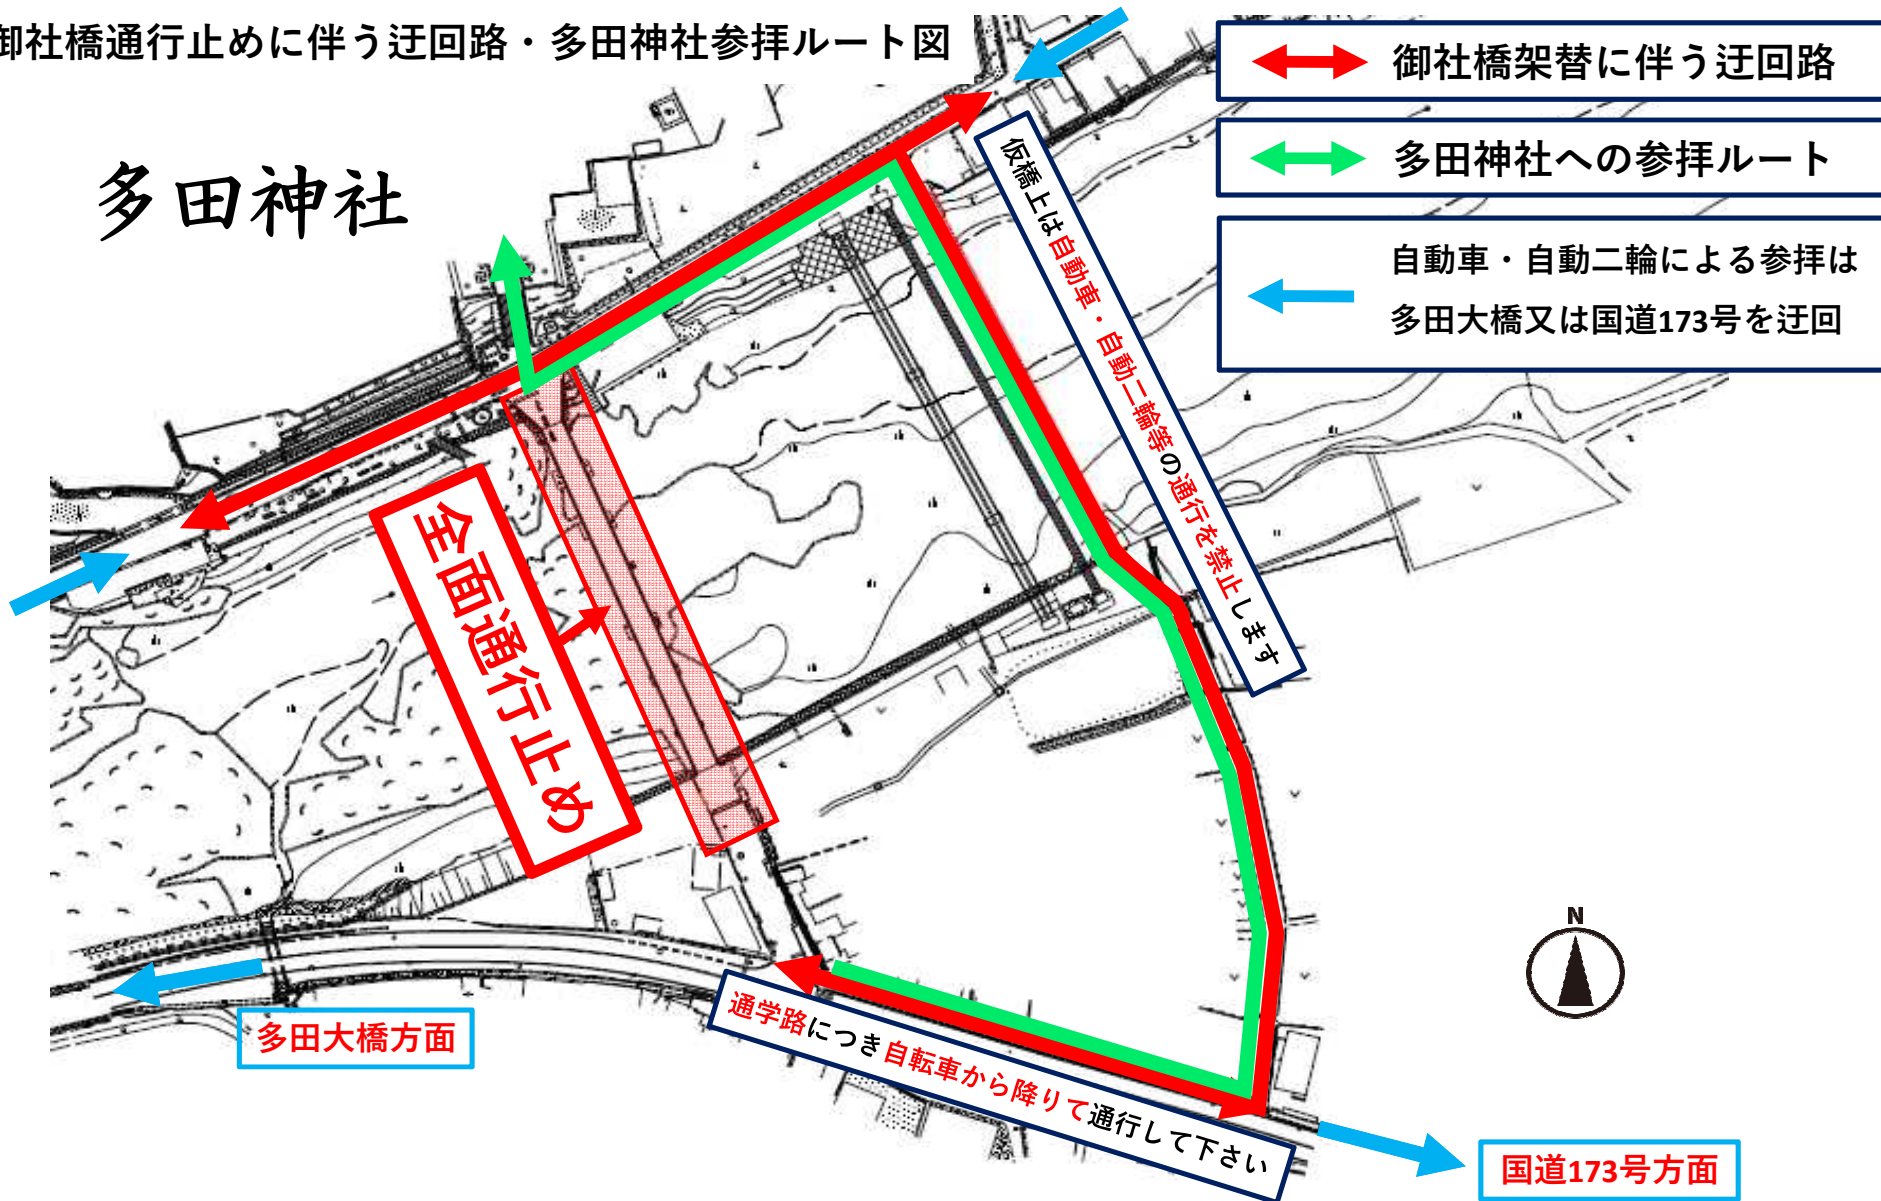 御社橋通行止めに伴う迂回路・多田神社参拝ルート図
御社橋架替に伴う迂回路
多田神社への参拝ルート
自動車・自動二輪による参拝は
多田大橋又は国道173号を迂回
多田神社
仮橋上は自動車・自動二輪等の通行を禁止します
全面通行止め
N
多田大橋方面
通学路につき自転車から降りて通行して下さい
国道173号方面